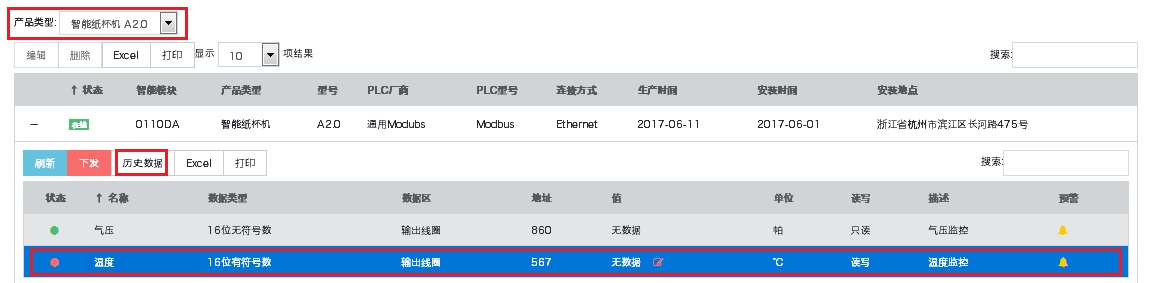 产品类型: 智能纸杯机 A2.0
编辑 删除 Excel 打印 显示 10 项结果 搜索:
↑ 状态 智能模块 产品类型 型号 PLC厂商 PLC型号 连接方式 生产时间 安装时间 安装地点
— 在线 0110DA 智能纸杯机 A2.0 通用Modubs Modbus Ethernet 2017-06-11 2017-06-01 浙江省杭州市滨江区长河路475号
刷新 下发 历史数据 Excel 打印 搜索:
状态 ↑ 名称 数据类型 数据区 地址 值 单位 读写 描述 预警
气压 16位无符号数 输出线圈 860 无数据 帕 只读 气压监控
温度 16位有符号数 输出线圈 567 无数据 ℃ 读写 温度监控